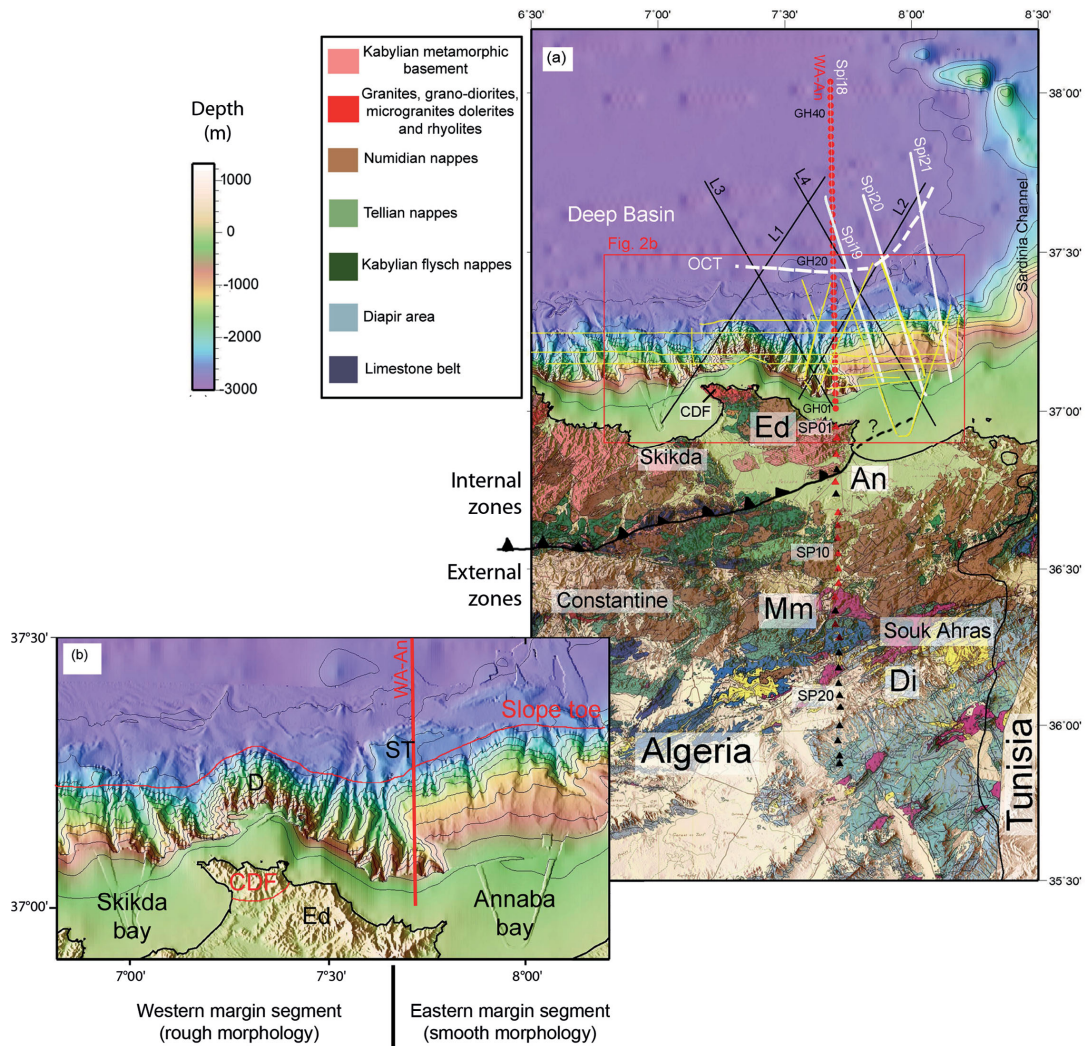 6˚30'
7˚00'
7˚30'
8˚00'
8˚30'
(a)
Kabylian metamorphic
basement
Granites, grano-diorites,
microgranites dolerites
and rhyolites
Numidian nappes
Tellian nappes
Kabylian flysch nappes
Diapir area
Limestone belt
Depth
(m)
1000
0
-1000
-2000
-3000
WA-An
Spi18
GH40
38˚00'
Spi21
L3
L4
Spi20
L2
Deep Basin
L1
Spi19
Sardinia Channel
Fig. 2b
37˚30'
OCT
GH20
CDF
GH01
37˚00'
Ed
SP01
?
Skikda
An
Internal
zones
SP10
36˚30'
External
zones
Constantine
Mm
Souk Ahras
Di
SP20
36˚00'
Algeria
Tunisia
35˚30'
37˚30'
(b)
WA-An
Slope toe
ST
D
CDF
Skikda
bay
Ed
Annaba
bay
37˚00'
7˚00'
7˚30'
8˚00'
Western margin segment
(rough morphology)
Eastern margin segment
(smooth morphology)